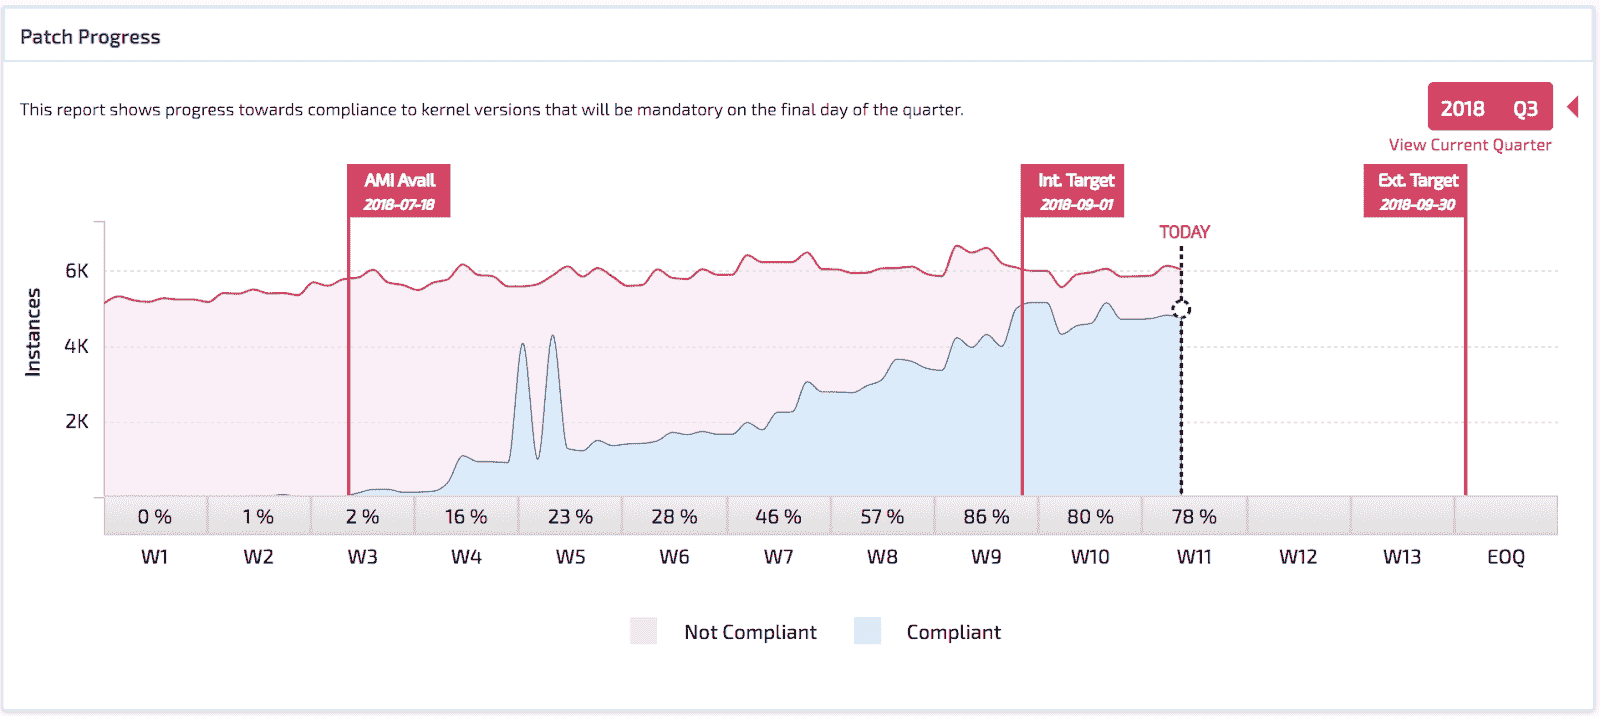 Patch Progress
This report shows progress towards compliance to kernel versions that will be mandatory on the final day of the quarter.
2018 Q3
View Current Quarter
AMI Avail
2018-07-18
Int. Target
2018-09-01
Ext. Target
2018-09-30
TODAY
Instances
6K
4K
2K
0 % 1 % 2 % 16 % 23 % 28 % 46 % 57 % 86 % 80 % 78 %
W1 W2 W3 W4 W5 W6 W7 W8 W9 W10 W11 W12 W13 EOQ
Not Compliant Compliant